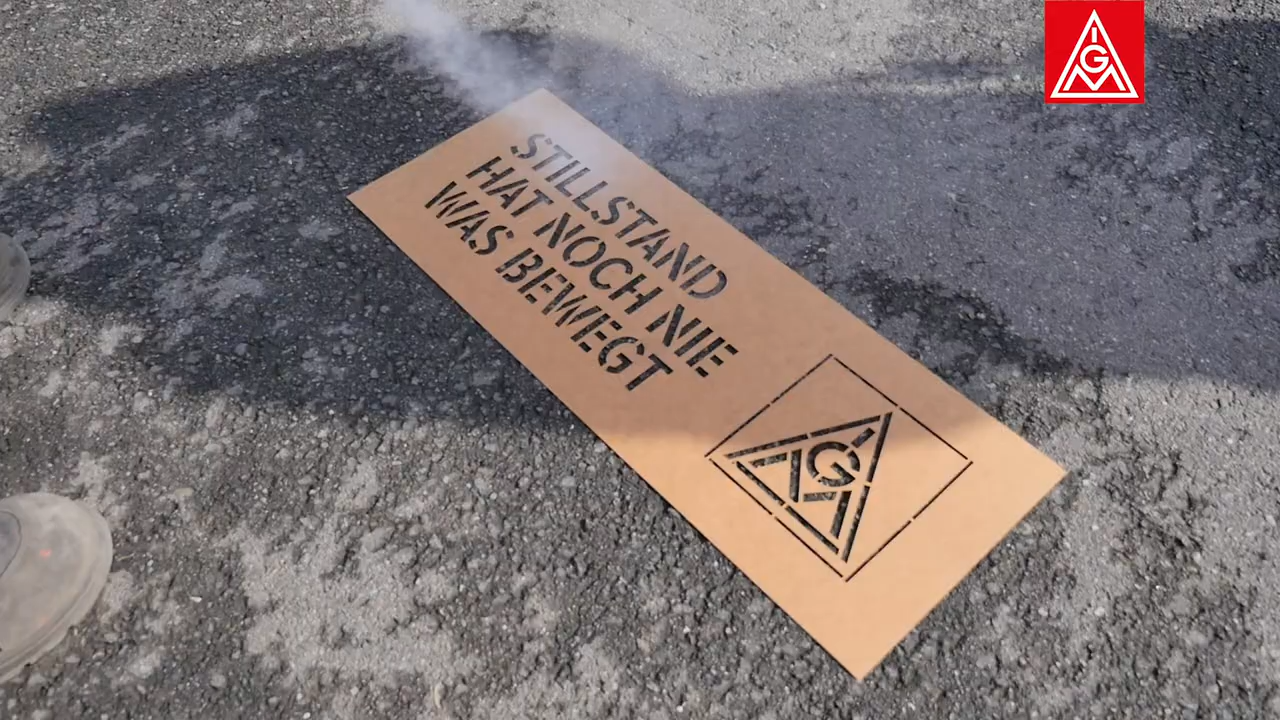 STILLSTAND
HAT NOCH NIE
WAS BEWEGT
IGM
IGM